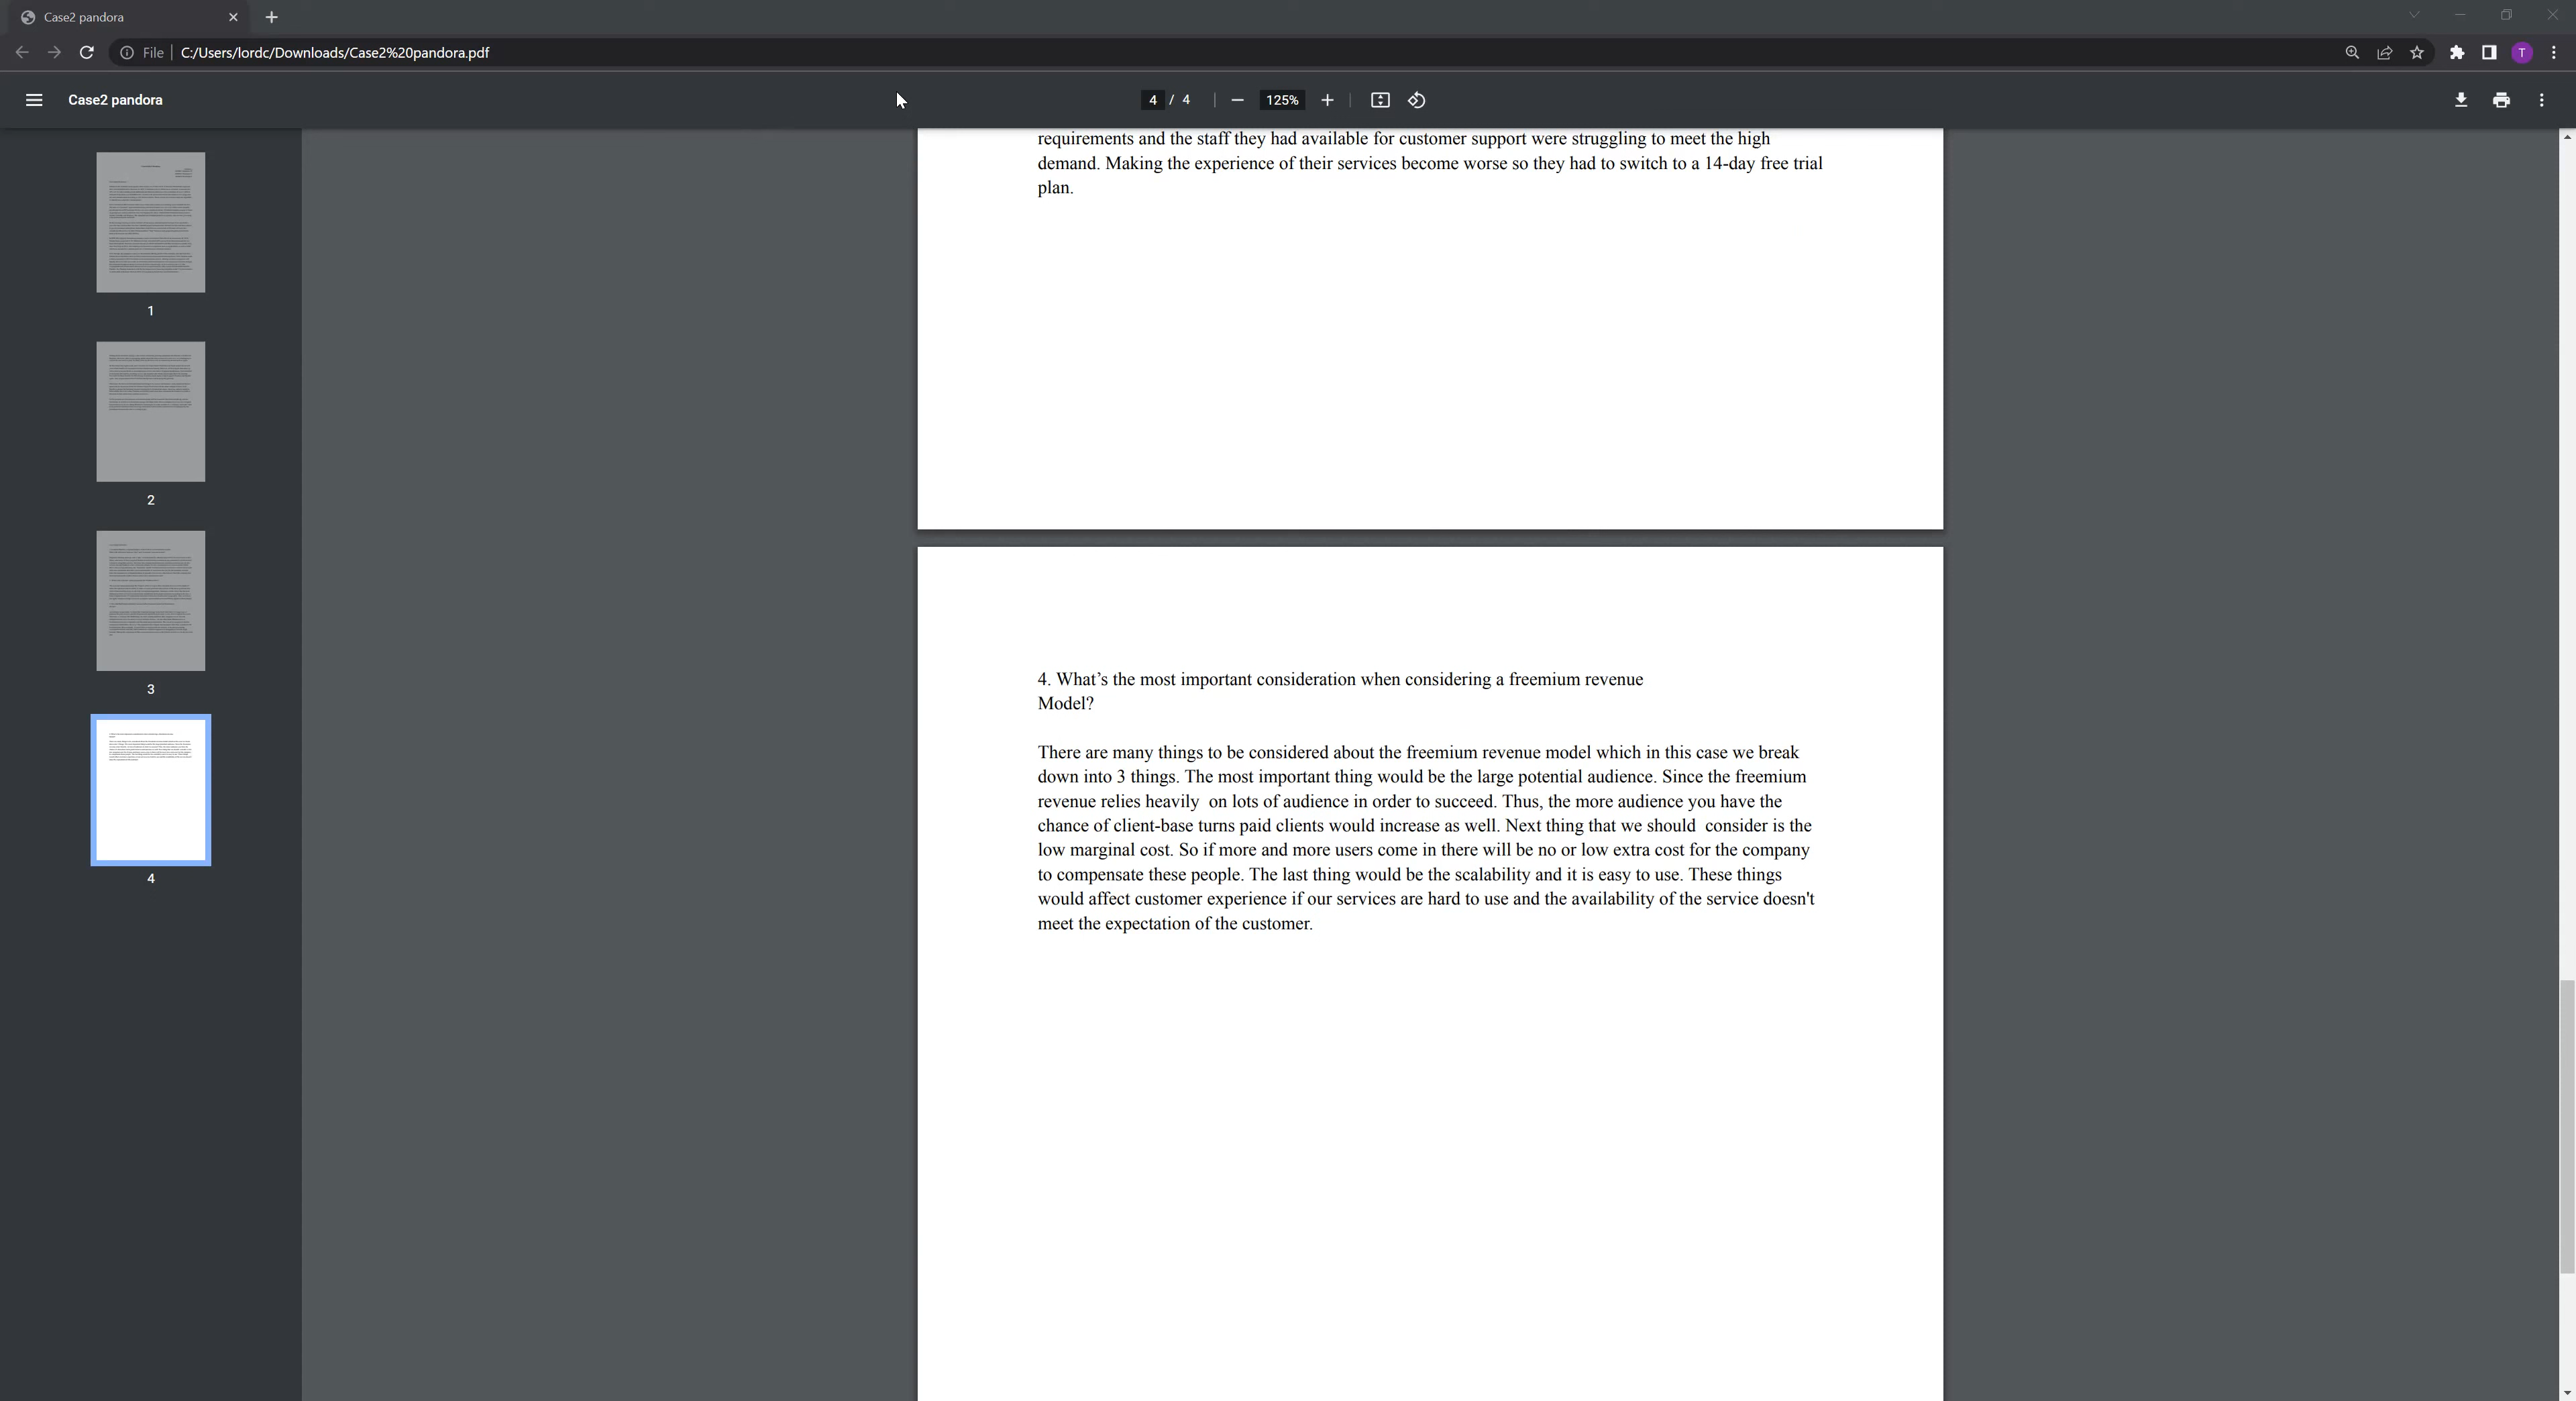 Case2 pandora
File
C:/Users/lordc/Downloads/Case2%20pandora.pdf
T
Case2 pandora
4 / 4
125%
1
2
3
4
requirements and the staff they had available for customer support were struggling to meet the high
demand. Making the experience of their services become worse so they had to switch to a 14-day free trial
plan.
4. What’s the most important consideration when considering a freemium revenue
Model?
There are many things to be considered about the freemium revenue model which in this case we break
down into 3 things. The most important thing would be the large potential audience. Since the freemium
revenue relies heavily  on lots of audience in order to succeed. Thus, the more audience you have the
chance of client-base turns paid clients would increase as well. Next thing that we should  consider is the
low marginal cost. So if more and more users come in there will be no or low extra cost for the company
to compensate these people. The last thing would be the scalability and it is easy to use. These things
would affect customer experience if our services are hard to use and the availability of the service doesn't
meet the expectation of the customer.